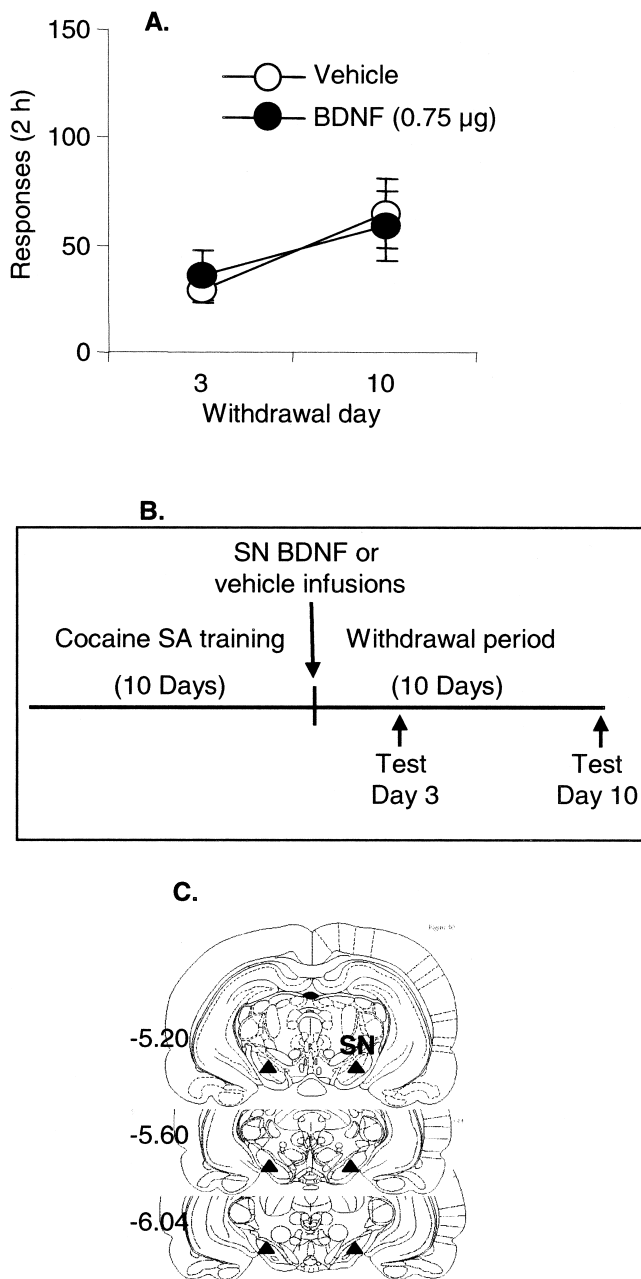 A.
150
100
50
0
Responses (2 h)
Vehicle
BDNF (0.75 µg)
3
10
Withdrawal day
B.
SN BDNF or
vehicle infusions
Cocaine SA training
(10 Days)
Withdrawal period
(10 Days)
Test
Day 3
Test
Day 10
C.
-5.20
SN
-5.60
-6.04